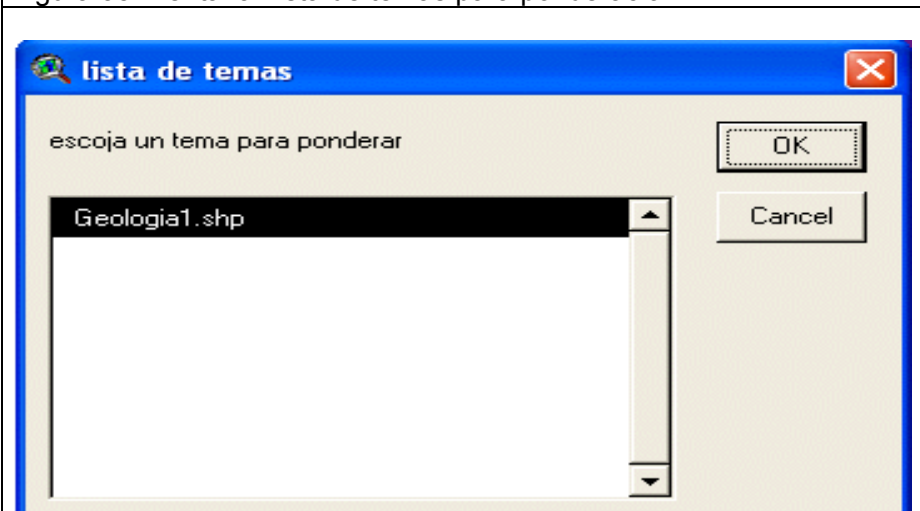 lista de temas
escoja un tema para ponderar
OK
Geologia1.shp
Cancel